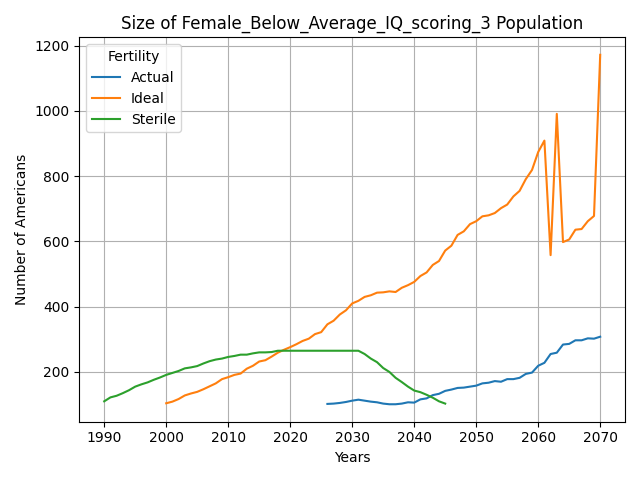 Size of Female_Below_Average_IQ_scoring_3 Population
Fertility
Actual
Ideal
Sterile
Number of Americans
1200
1000
800
600
400
200
1990 2000 2010 2020 2030 2040 2050 2060 2070
Years